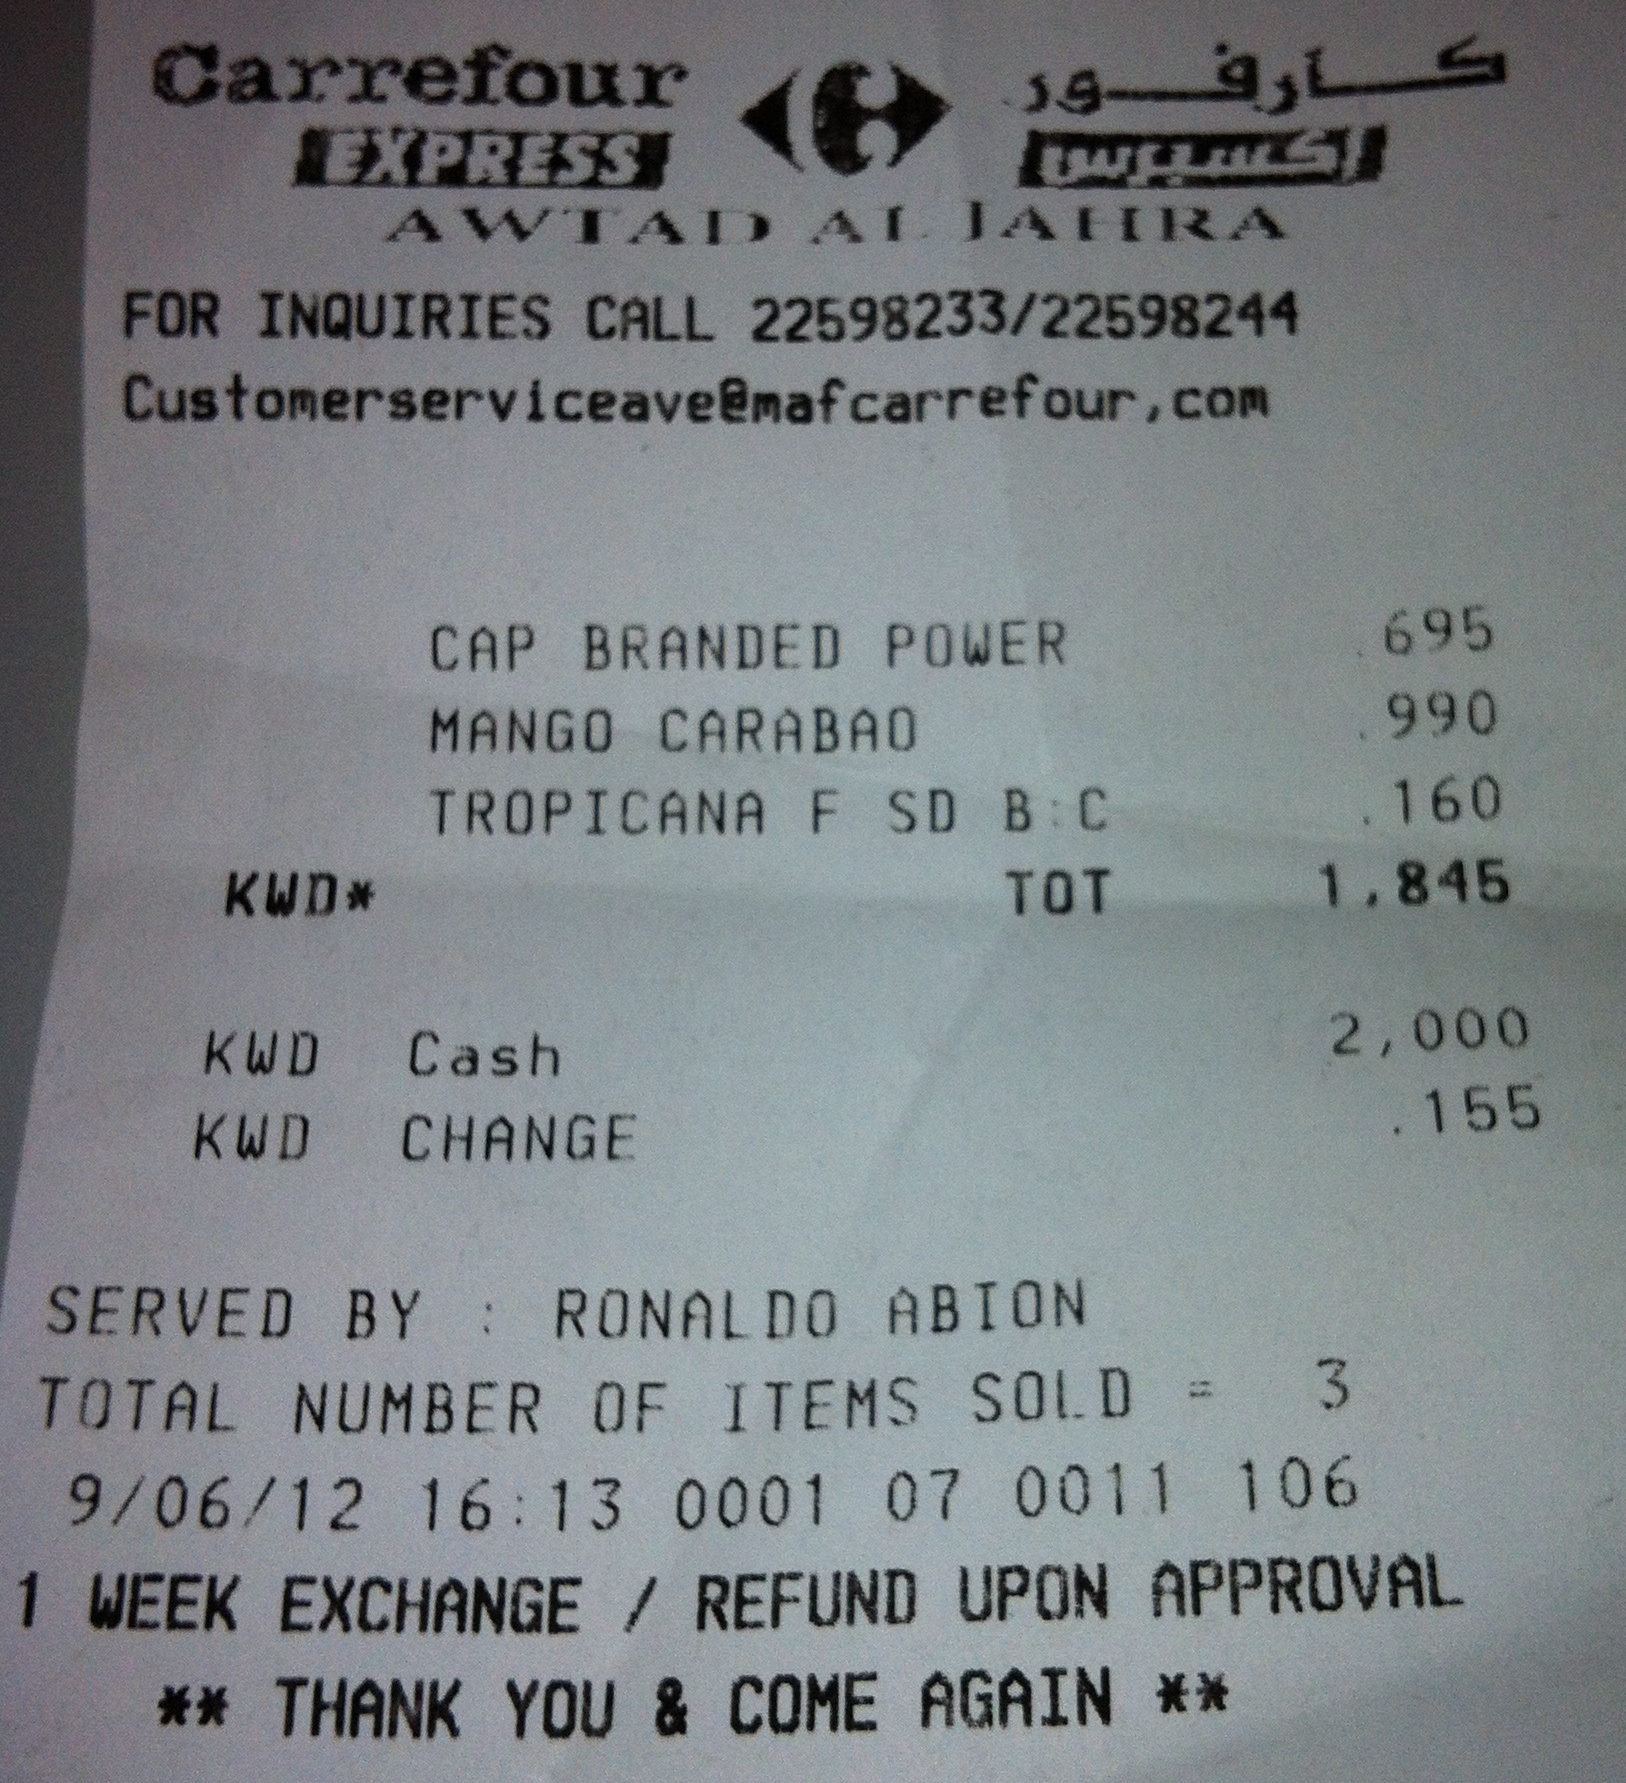 Carrefour كارفور
EXPRESS اكسبرس
AWTAD AL JAHRA
FOR INQUIRIES CALL 22598233/22598244
Customerserviceave@mafcarrefour,com
CAP BRANDED POWER .695
MANGO CARABAO .990
TROPICANA F SD B:C .160
KWD* TOT 1,845
KWD Cash 2,000
KWD CHANGE .155
SERVED BY : RONALDO ABION
TOTAL NUMBER OF ITEMS SOLD = 3
9/06/12 16:13 0001 07 0011 106
1 WEEK EXCHANGE / REFUND UPON APPROVAL
** THANK YOU & COME AGAIN **